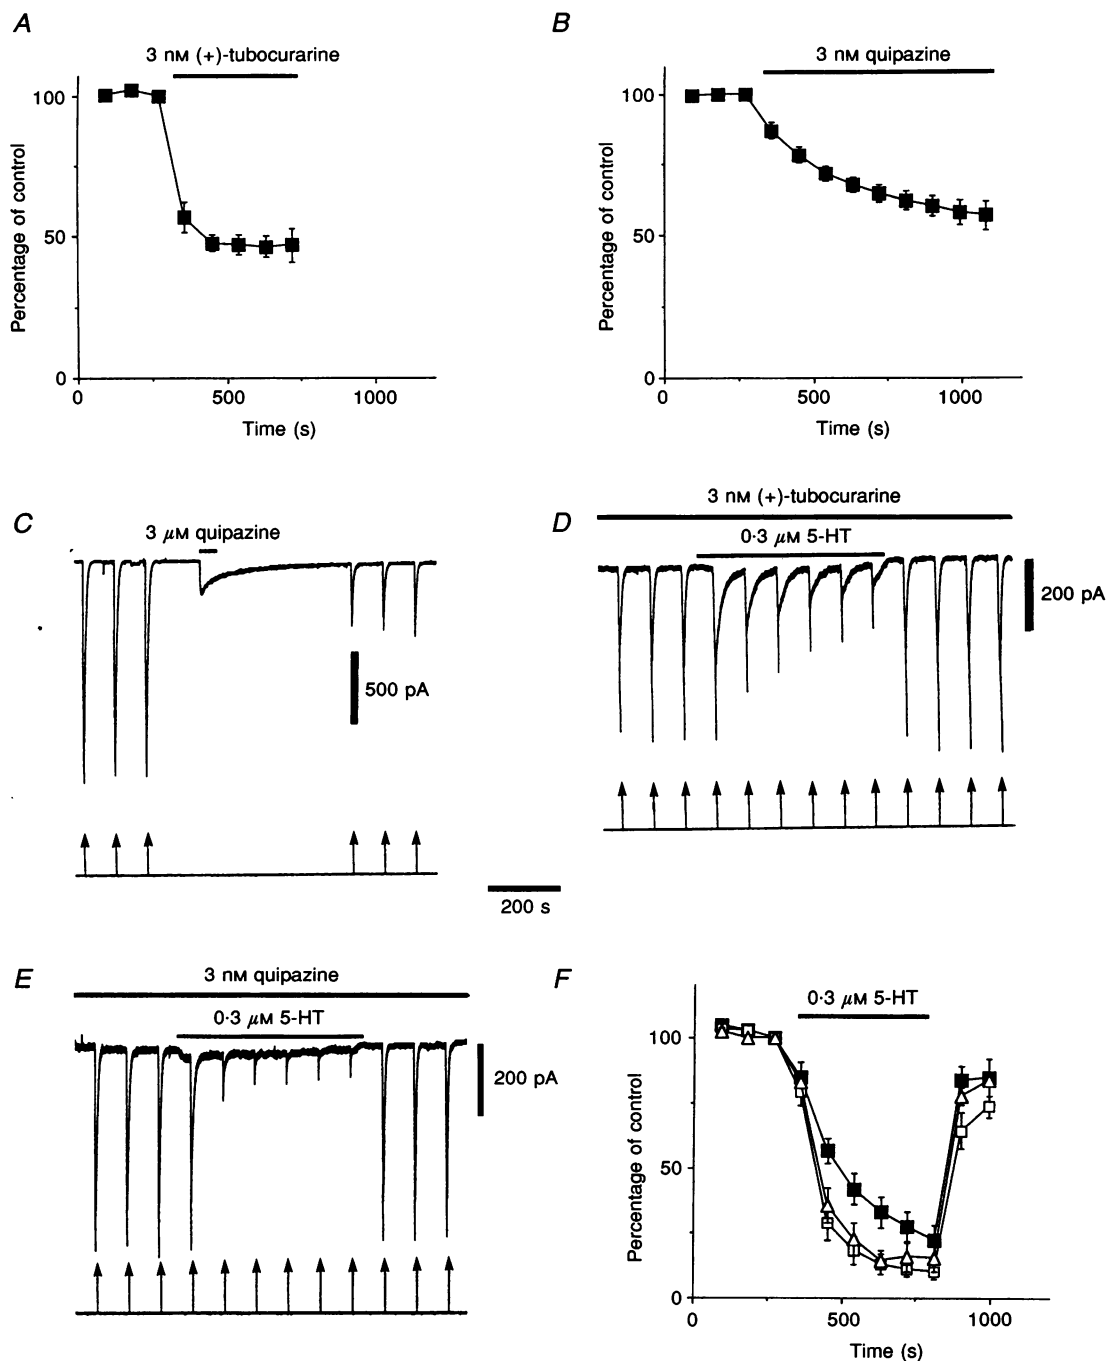 A
3 nM (+)-tubocurarine
Percentage of control
100
50
0
0 500 1000
Time (s)
B
3 nM quipazine
Percentage of control
100
50
0
0 500 1000
Time (s)
C
3 μM quipazine
500 pA
D
3 nM (+)-tubocurarine
0·3 μM 5-HT
200 pA
200 s
E
3 nM quipazine
0·3 μM 5-HT
200 pA
F
0·3 μM 5-HT
Percentage of control
100
50
0
500 1000
Time (s)